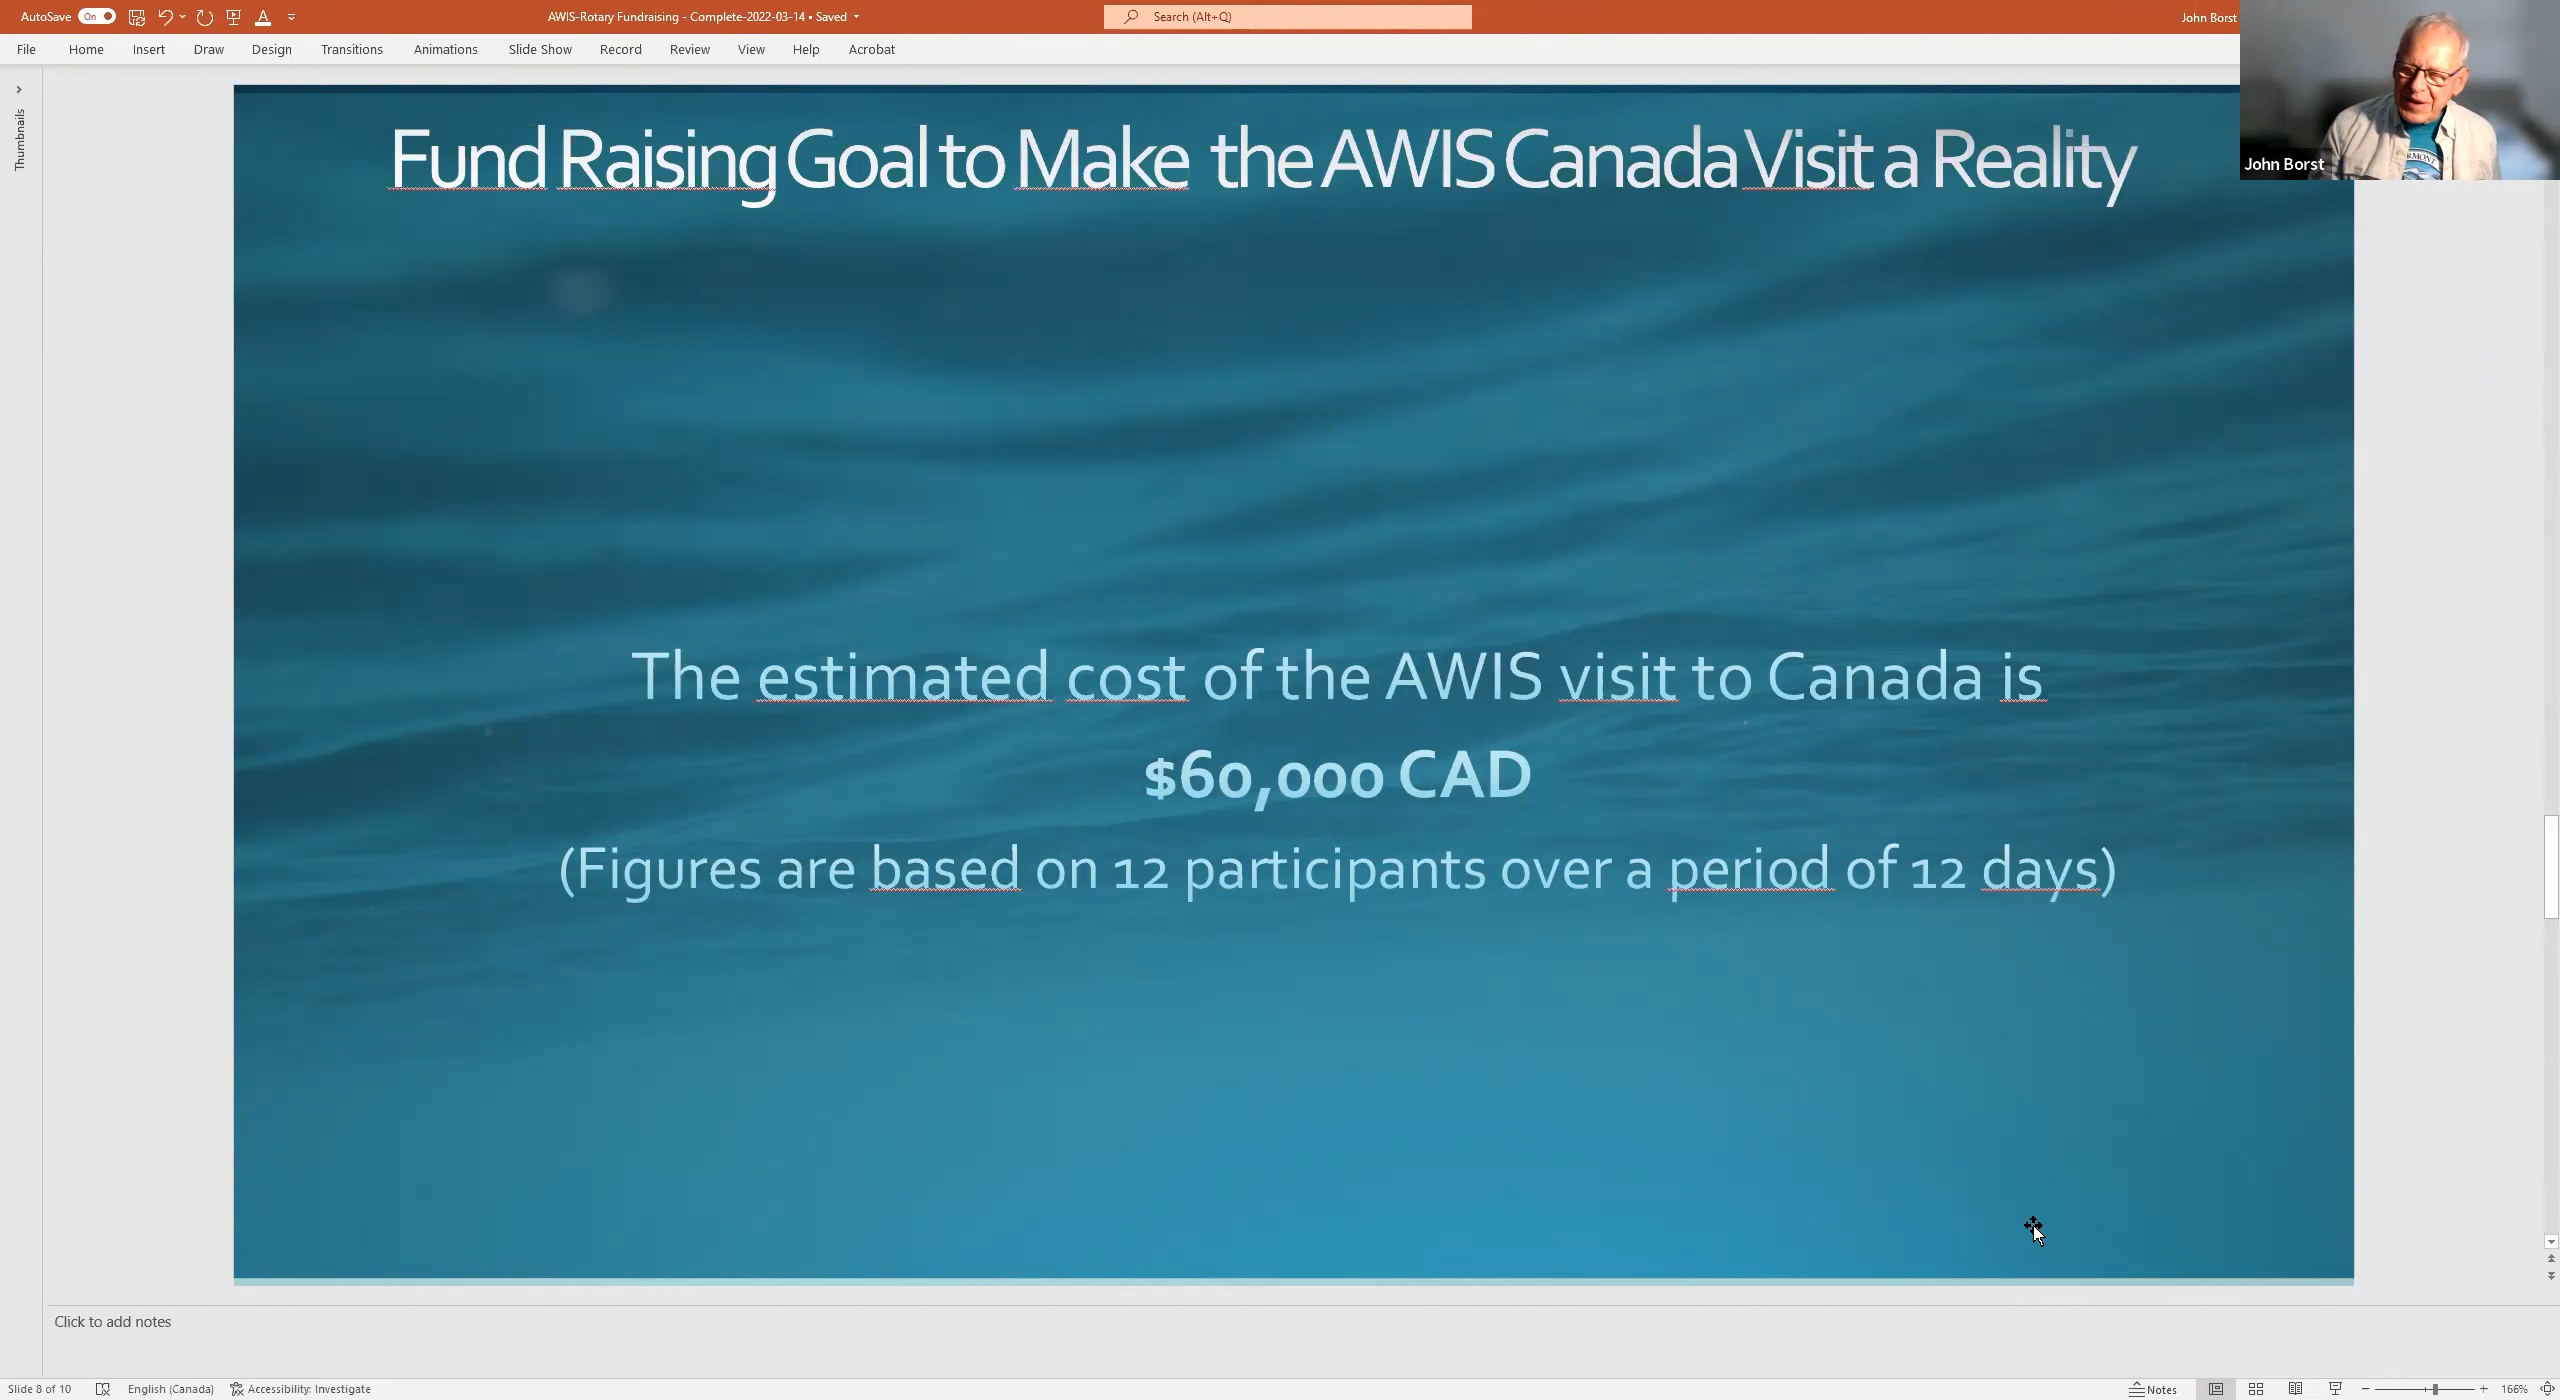 AutoSave On AWIS-Rotary Fundraising - Complete-2022-03-14 • Saved Search (Alt+Q) John Borst
File Home Insert Draw Design Transitions Animations Slide Show Record Review View Help Acrobat
John Borst
Thumbnails
Fund Raising Goal to Make the AWIS Canada Visit a Reality
The estimated cost of the AWIS visit to Canada is
$60,000 CAD
(Figures are based on 12 participants over a period of 12 days)
Click to add notes
Slide 8 of 10 English (Canada) Accessibility: Investigate Notes 166%